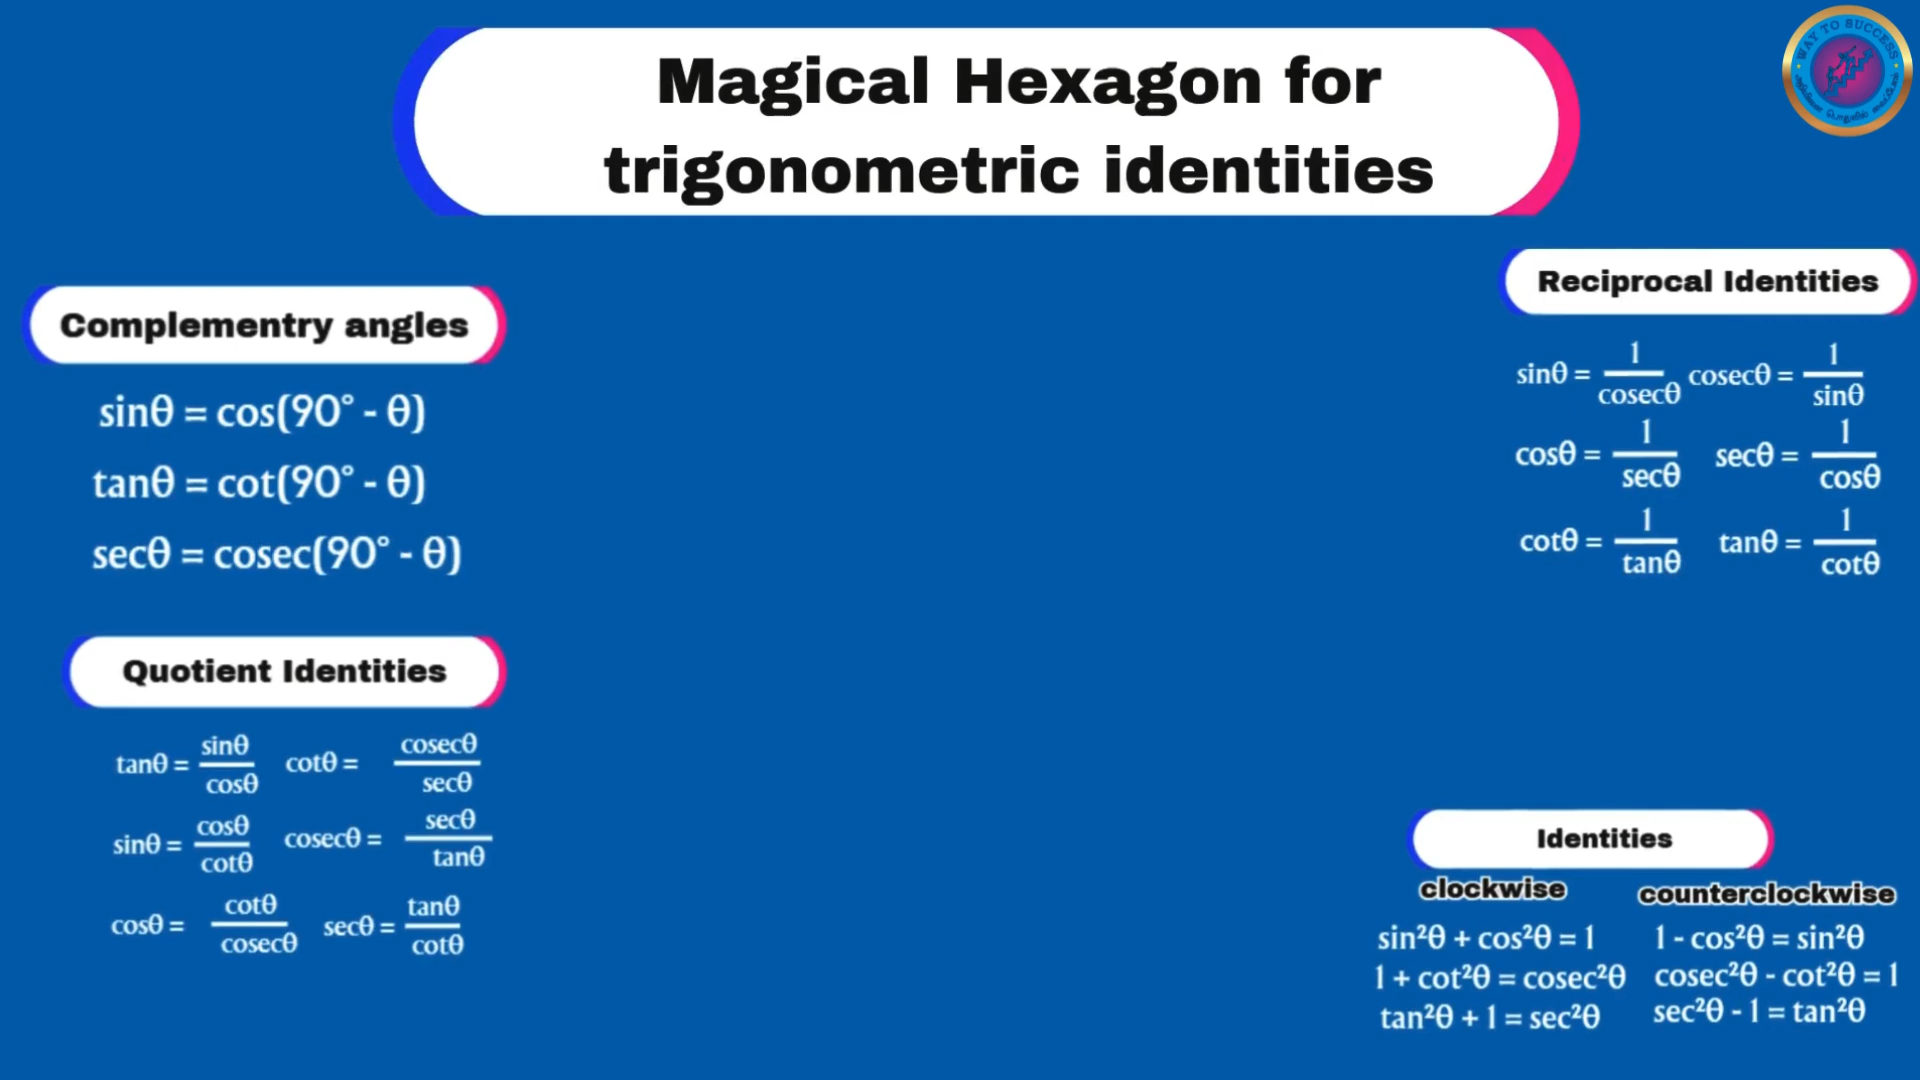 Magical Hexagon for
trigonometric identities
WAY TO SUCCESS
Complementry angles
sinθ = cos(90° - θ)
tanθ = cot(90° - θ)
secθ = cosec(90° - θ)
Quotient Identities
tanθ = sinθ/cosθ cotθ = cosecθ/secθ
sinθ = cosθ/cotθ cosecθ = secθ/tanθ
cosθ = cotθ/cosecθ secθ = tanθ/cotθ
Reciprocal Identities
sinθ = 1/cosecθ cosecθ = 1/sinθ
cosθ = 1/secθ secθ = 1/cosθ
cotθ = 1/tanθ tanθ = 1/cotθ
Identities
clockwise
sin²θ + cos²θ = 1
1 + cot²θ = cosec²θ
tan²θ + 1 = sec²θ
counterclockwise
1 - cos²θ = sin²θ
cosec²θ - cot²θ = 1
sec²θ - 1 = tan²θ